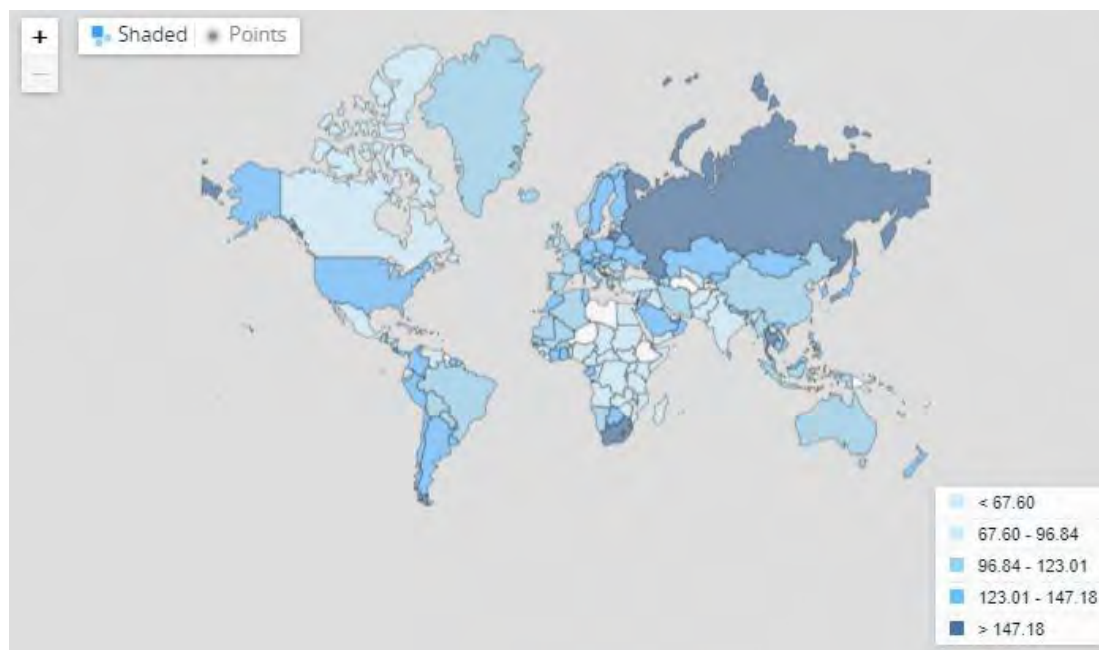 +
Shaded Points
−
< 67.60
67.60 - 96.84
96.84 - 123.01
123.01 - 147.18
> 147.18